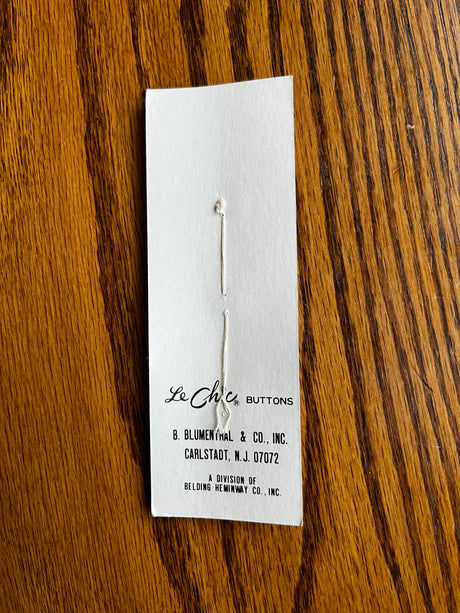 Le Chic® BUTTONS
B. BLUMENTHAL & CO., INC.
CARLSTADT, N.J. 07072
A DIVISION OF
BELDING HEMINWAY CO., INC.